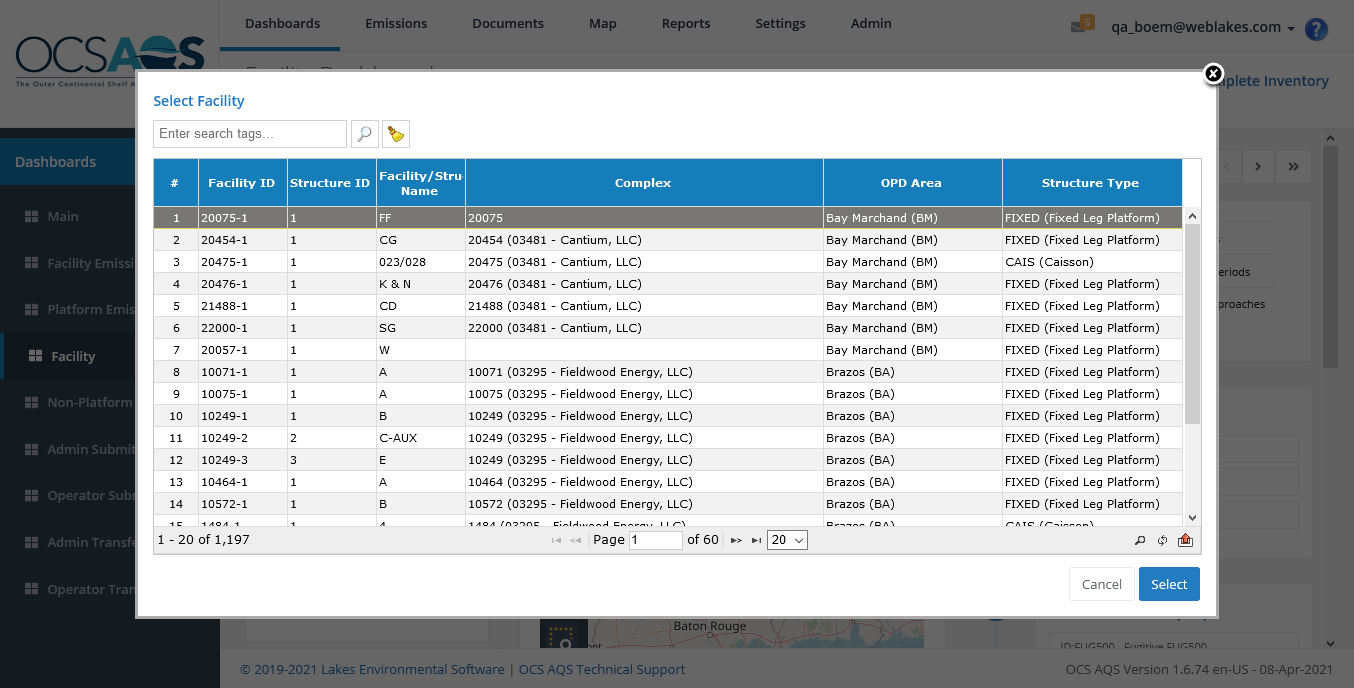 Dashboards Emissions Documents Map Reports Settings Admin 5 qa_boem@weblakes.com ?
OCSAQS
The Outer Continental Shelf A
Inventory
Select Facility
Enter search tags...
Dashboards
Main
Facility
Non-Platform
# Facility ID Structure ID Facility/Stru Name Complex OPD Area Structure Type
1 20075-1 1 FF 20075 Bay Marchand (BM) FIXED (Fixed Leg Platform)
2 20454-1 1 CG 20454 (03481 - Cantium, LLC) Bay Marchand (BM) FIXED (Fixed Leg Platform)
3 20475-1 1 023/028 20475 (03481 - Cantium, LLC) Bay Marchand (BM) CAIS (Caisson)
4 20476-1 1 K & N 20476 (03481 - Cantium, LLC) Bay Marchand (BM) FIXED (Fixed Leg Platform)
5 21488-1 1 CD 21488 (03481 - Cantium, LLC) Bay Marchand (BM) FIXED (Fixed Leg Platform)
6 22000-1 1 SG 22000 (03481 - Cantium, LLC) Bay Marchand (BM) FIXED (Fixed Leg Platform)
7 20057-1 1 W Bay Marchand (BM) FIXED (Fixed Leg Platform)
8 10071-1 1 A 10071 (03295 - Fieldwood Energy, LLC) Brazos (BA) FIXED (Fixed Leg Platform)
9 10075-1 1 A 10075 (03295 - Fieldwood Energy, LLC) Brazos (BA) FIXED (Fixed Leg Platform)
10 10249-1 1 B 10249 (03295 - Fieldwood Energy, LLC) Brazos (BA) FIXED (Fixed Leg Platform)
11 10249-2 2 C-AUX 10249 (03295 - Fieldwood Energy, LLC) Brazos (BA) FIXED (Fixed Leg Platform)
12 10249-3 3 E 10249 (03295 - Fieldwood Energy, LLC) Brazos (BA) FIXED (Fixed Leg Platform)
13 10464-1 1 A 10464 (03295 - Fieldwood Energy, LLC) Brazos (BA) FIXED (Fixed Leg Platform)
14 10572-1 1 B 10572 (03295 - Fieldwood Energy, LLC) Brazos (BA) FIXED (Fixed Leg Platform)
15 1484-1 1 4 1484 (03295 - Fieldwood Energy, LLC) Brazos (BA) CAIS (Caisson)
1 - 20 of 1,197 Page 1 of 60 20
Cancel Select
Facility Emissi
Platform Emis
Admin Submit
Operator Sub
Admin Transfe
Operator Tran
eriods
proaches
Baton Rouge
ID:FUG500 - Fugitive FUG500
© 2019-2021 Lakes Environmental Software | OCS AQS Technical Support OCS AQS Version 1.6.74 en-US - 08-Apr-2021